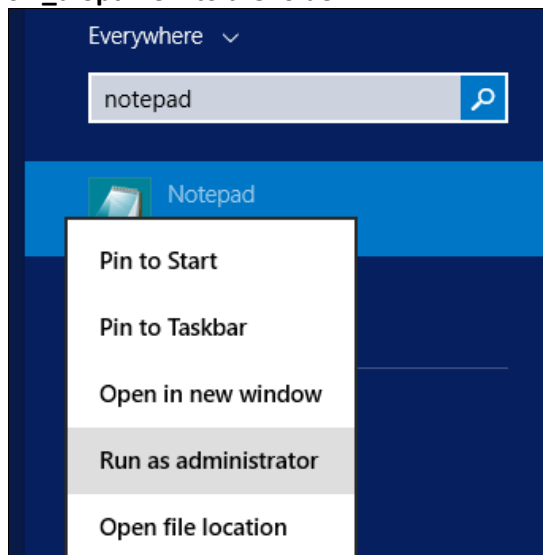 Everywhere
notepad
Notepad
Pin to Start
Pin to Taskbar
Open in new window
Run as administrator
Open file location